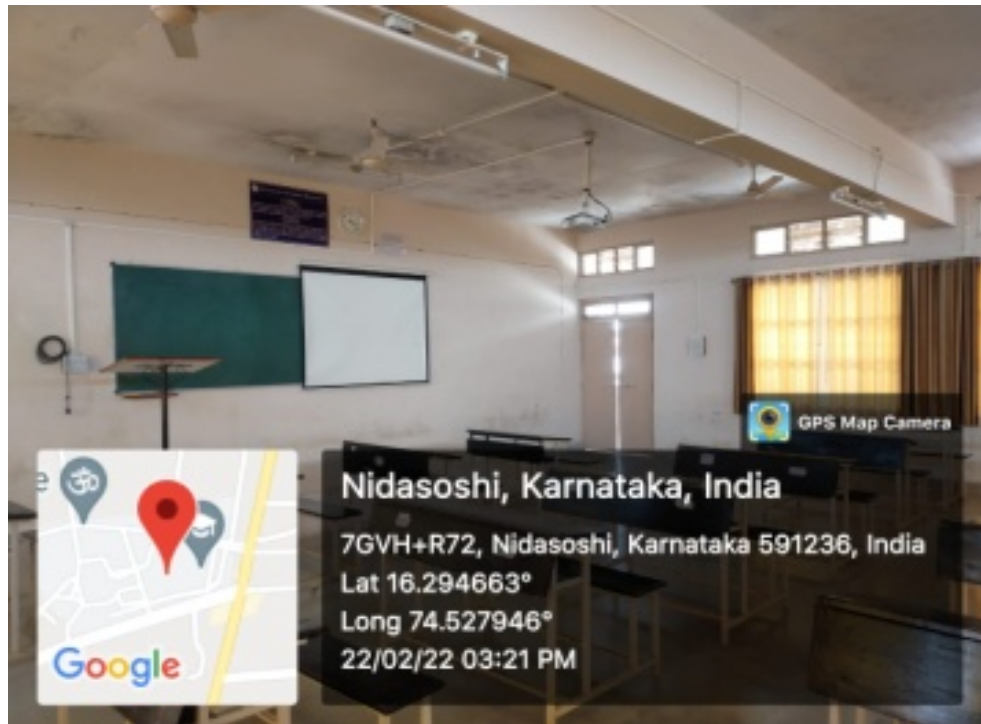 GPS Map Camera
Nidasoshi, Karnataka, India
7GVH+R72, Nidasoshi, Karnataka 591236, India
Lat 16.294663°
Long 74.527946°
22/02/22 03:21 PM
e
ॐ
Google